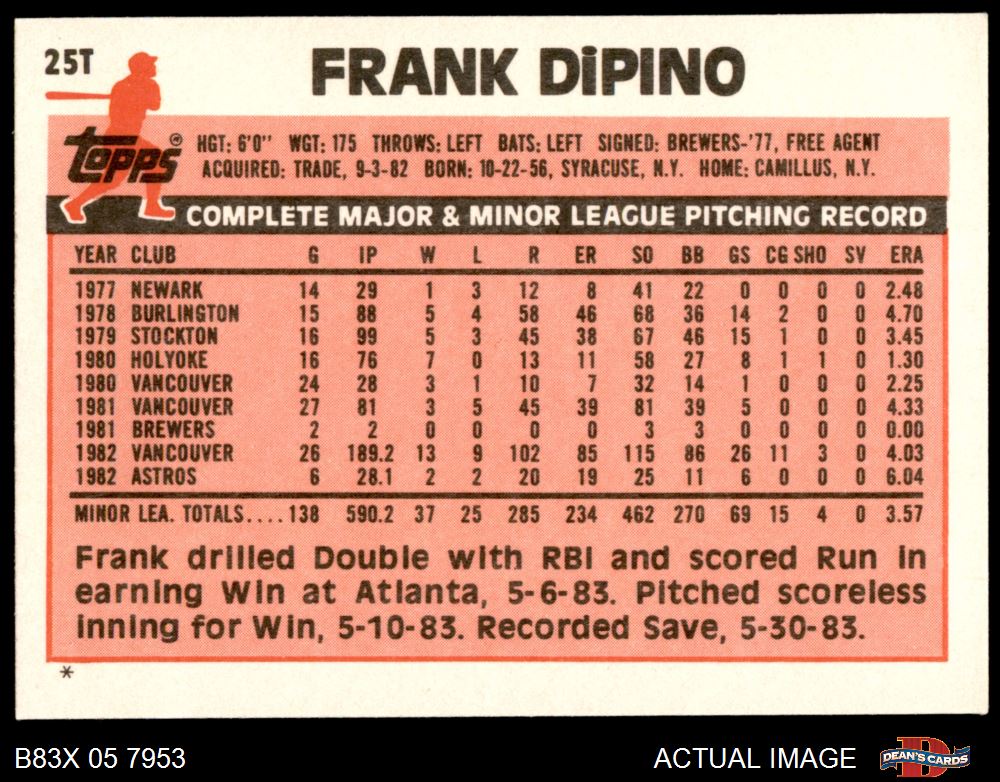 25T
FRANK DiPINO
topps®
HGT: 6'0" WGT: 175 THROWS: LEFT BATS: LEFT SIGNED: BREWERS-'77, FREE AGENT
ACQUIRED: TRADE, 9-3-82 BORN: 10-22-56, SYRACUSE, N.Y. HOME: CAMILLUS, N.Y.
COMPLETE MAJOR & MINOR LEAGUE PITCHING RECORD
YEAR CLUB G IP W L R ER SO BB GS CG SHO SV ERA
1977 NEWARK 14 29 1 3 12 8 41 22 0 0 0 0 2.48
1978 BURLINGTON 15 88 5 4 58 46 68 36 14 2 0 0 4.70
1979 STOCKTON 16 99 5 3 45 38 67 46 15 1 0 0 3.45
1980 HOLYOKE 16 76 7 0 13 11 58 27 8 1 1 0 1.30
1980 VANCOUVER 24 28 3 1 10 7 32 14 1 0 0 0 2.25
1981 VANCOUVER 27 81 3 5 45 39 81 39 5 0 0 0 4.33
1981 BREWERS 2 2 0 0 0 0 3 3 0 0 0 0 0.00
1982 VANCOUVER 26 189.2 13 9 102 85 115 86 26 11 3 0 4.03
1982 ASTROS 6 28.1 2 2 20 19 25 11 6 0 0 0 6.04
MINOR LEA. TOTALS.... 138 590.2 37 25 285 234 462 270 69 15 4 0 3.57
Frank drilled Double with RBI and scored Run in
earning Win at Atlanta, 5-6-83. Pitched scoreless
inning for Win, 5-10-83. Recorded Save, 5-30-83.
*
B83X 05 7953
ACTUAL IMAGE
DEAN'S CARDS